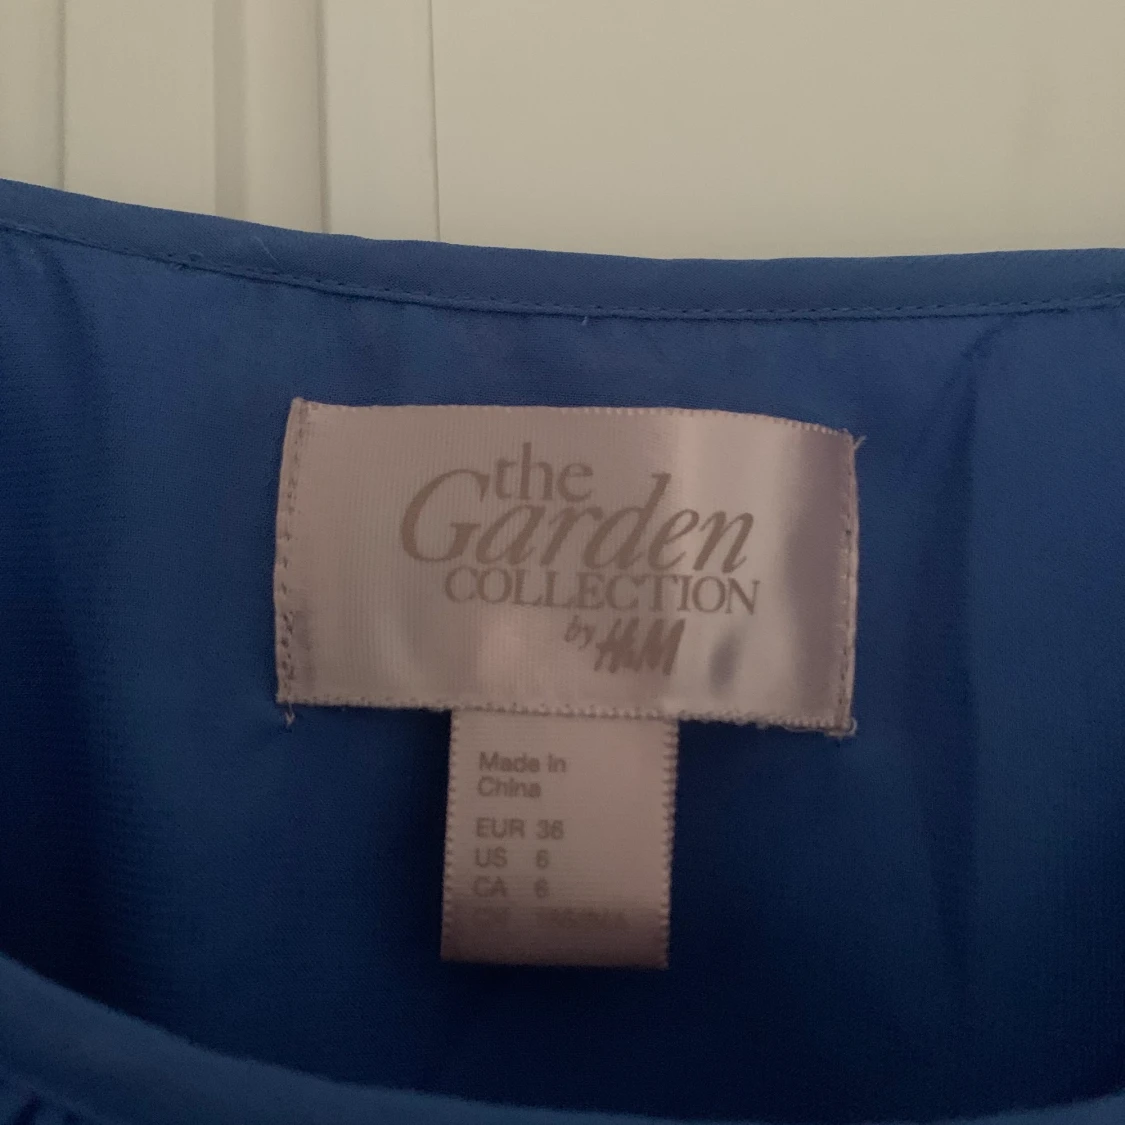 the
Garden
COLLECTION
by H&M
Made in
China
EUR 36
US 6
CA 6